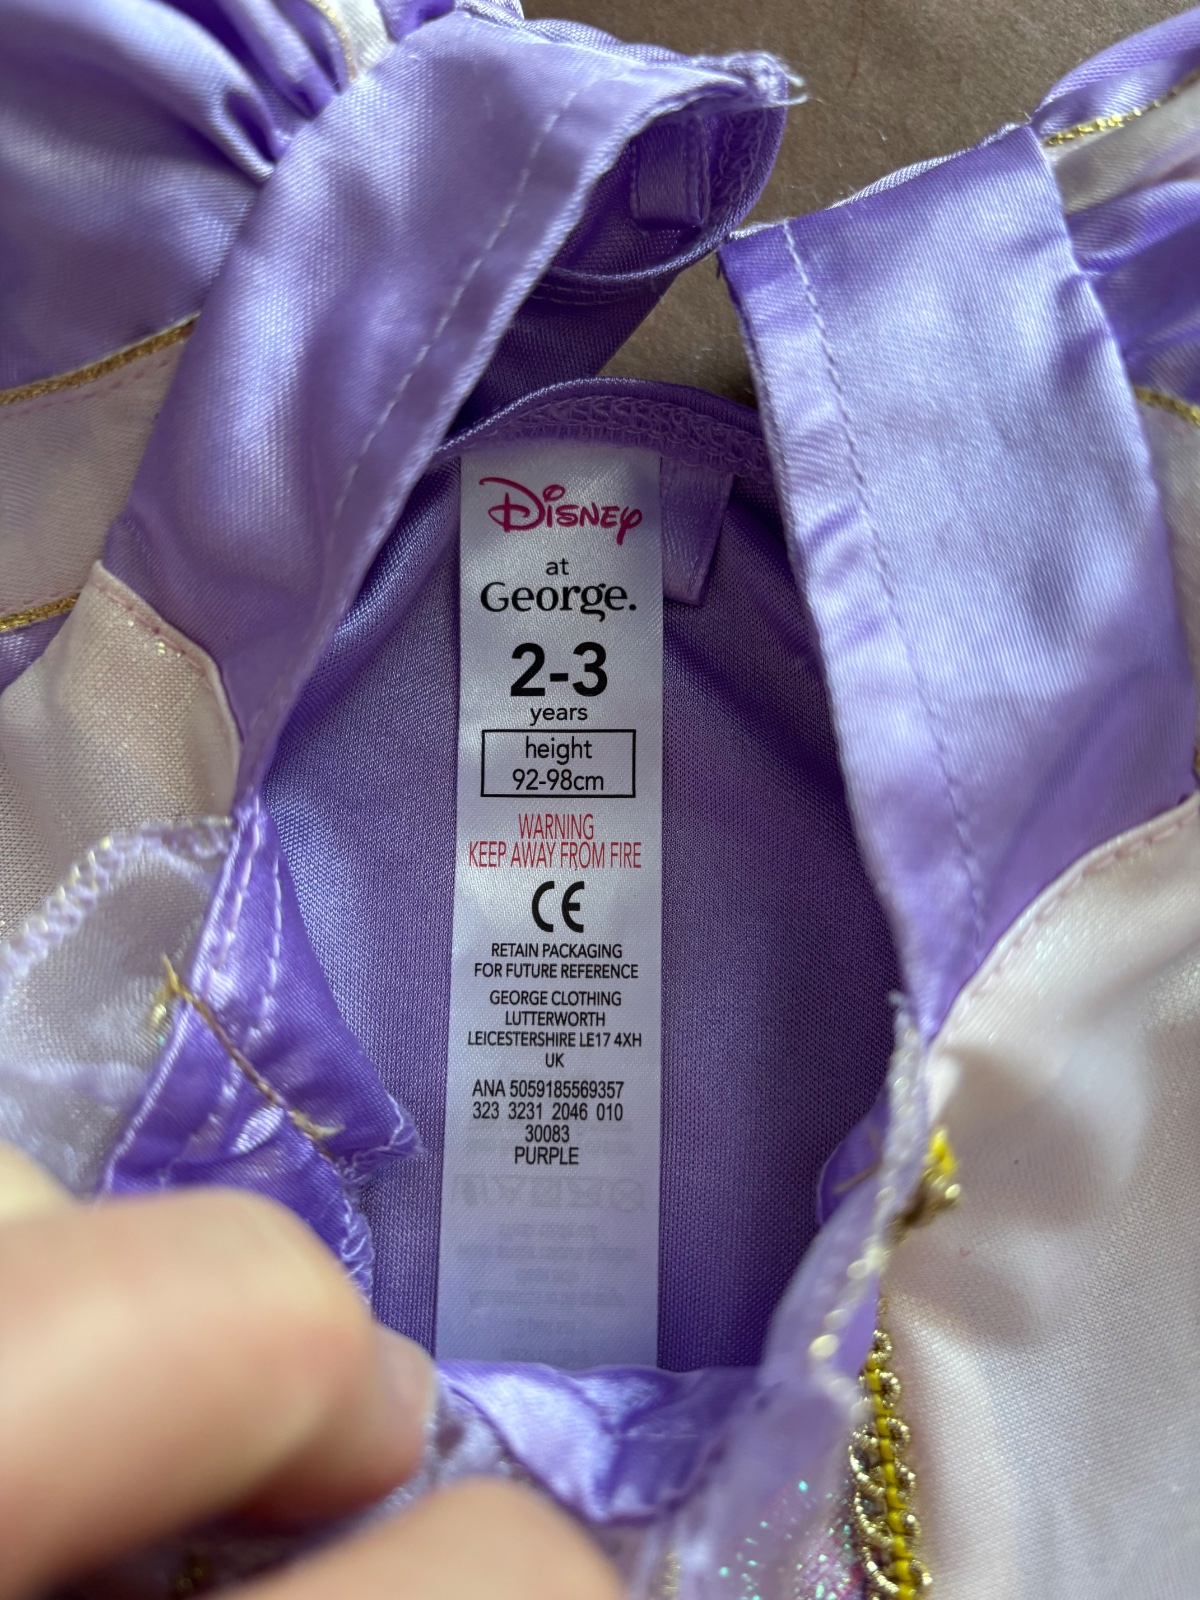 Disney
at
George.
2-3
years
height
92-98cm
WARNING
KEEP AWAY FROM FIRE
CE
RETAIN PACKAGING
FOR FUTURE REFERENCE
GEORGE CLOTHING
LUTTERWORTH
LEICESTERSHIRE LE17 4XH
UK
ANA 5059185569357
323 3231 2046 010
30083
PURPLE